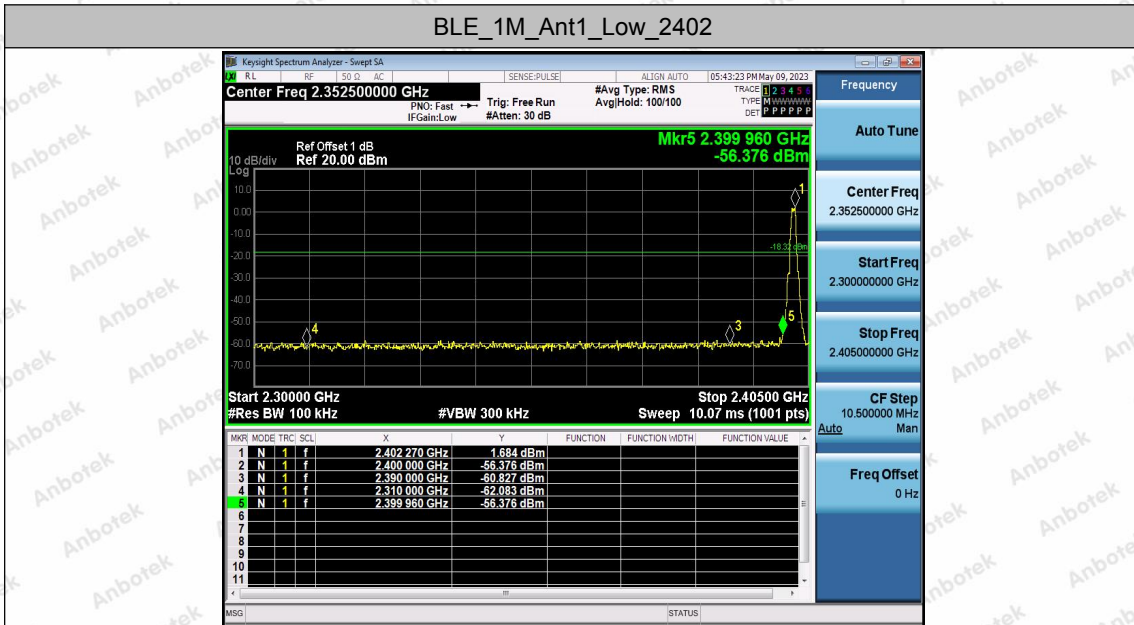 BLE_1M_Ant1_Low_2402
Keysight Spectrum Analyzer - Swept SA
RL RF 50 Ω AC SENSE:PULSE ALIGN AUTO 05:43:23 PM May 09, 2023
Center Freq 2.352500000 GHz
PNO: Fast
IFGain:Low
Trig: Free Run
#Atten: 30 dB
#Avg Type: RMS
Avg|Hold: 100/100
TRACE 1 2 3 4 5 6
TYPE M WWWWW
DET P P P P P P
Mkr5 2.399 960 GHz
-56.376 dBm
Ref Offset 1 dB
10 dB/div Ref 20.00 dBm
Log
10.0
0.00
-10.0
-20.0
-30.0
-40.0
-50.0
-60.0
-70.0
1
-18.32 dBm
4
3
5
Start 2.30000 GHz Stop 2.40500 GHz
#Res BW 100 kHz #VBW 300 kHz Sweep 10.07 ms (1001 pts)
MKR MODE TRC SCL X Y FUNCTION FUNCTION WIDTH FUNCTION VALUE
1 N 1 f 2.402 270 GHz 1.684 dBm
2 N 1 f 2.400 000 GHz -56.376 dBm
3 N 1 f 2.390 000 GHz -60.827 dBm
4 N 1 f 2.310 000 GHz -62.083 dBm
5 N 1 f 2.399 960 GHz -56.376 dBm
6
7
8
9
10
11
MSG STATUS
Frequency
Auto Tune
Center Freq
2.352500000 GHz
Start Freq
2.300000000 GHz
Stop Freq
2.405000000 GHz
CF Step
10.500000 MHz
Auto Man
Freq Offset
0 Hz
Anbotek